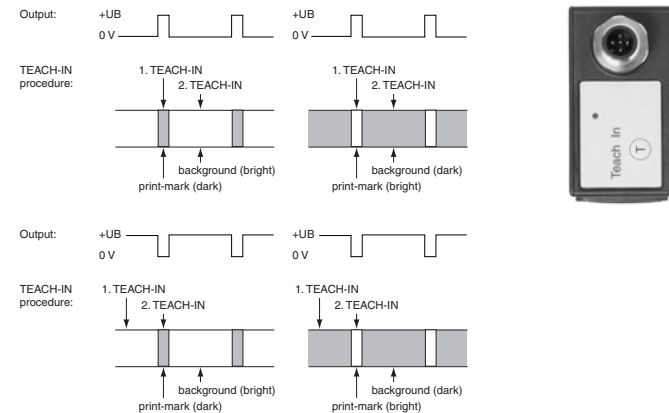 Output: +UB +UB
0 V 0 V
TEACH-IN 1. TEACH-IN 1. TEACH-IN
procedure: 2. TEACH-IN 2. TEACH-IN
background (bright) background (dark)
print-mark (dark) print-mark (bright)
Output: +UB +UB
0 V 0 V
TEACH-IN 1. TEACH-IN 1. TEACH-IN
procedure: 2. TEACH-IN 2. TEACH-IN
background (bright) background (dark)
print-mark (dark) print-mark (bright)
Teach In
T